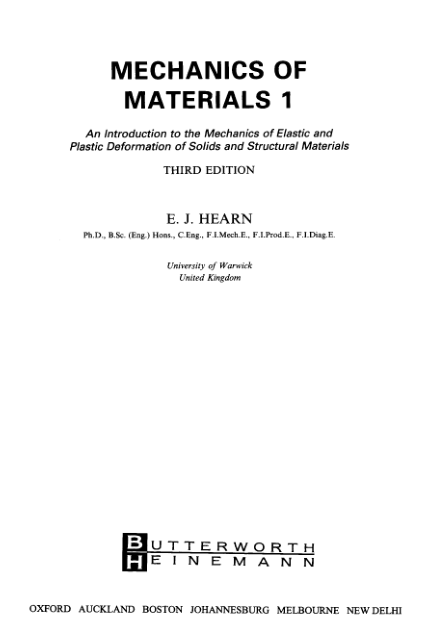 MECHANICS OF
MATERIALS 1
An Introduction to the Mechanics of Elastic and
Plastic Deformation of Solids and Structural Materials
THIRD EDITION
E. J. HEARN
Ph.D., B.Sc. (Eng.) Hons., C.Eng., F.I.Mech.E., F.I.Prod.E., F.I.Diag.E.
University of Warwick
United Kingdom
BUTTERWORTH
HEINEMANN
OXFORD AUCKLAND BOSTON JOHANNESBURG MELBOURNE NEW DELHI